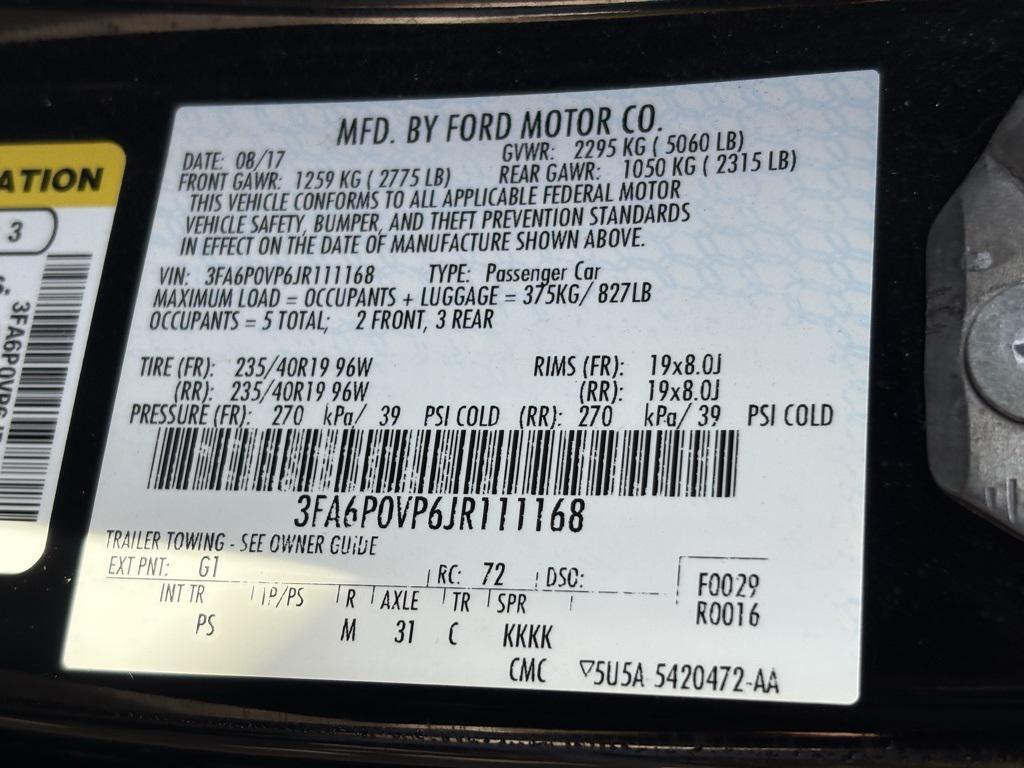 MFD. BY FORD MOTOR CO.
DATE: 08/17 GVWR: 2295 KG ( 5060 LB)
FRONT GAWR: 1259 KG ( 2775 LB) REAR GAWR: 1050 KG ( 2315 LB)
THIS VEHICLE CONFORMS TO ALL APPLICABLE FEDERAL MOTOR
VEHICLE SAFETY, BUMPER, AND THEFT PREVENTION STANDARDS
IN EFFECT ON THE DATE OF MANUFACTURE SHOWN ABOVE.
VIN: 3FA6P0VP6JR111168 TYPE: Passenger Car
MAXIMUM LOAD = OCCUPANTS + LUGGAGE = 375KG/ 827LB
OCCUPANTS = 5 TOTAL; 2 FRONT, 3 REAR
TIRE (FR): 235/40R19 96W RIMS (FR): 19x8.0J
(RR): 235/40R19 96W (RR): 19x8.0J
PRESSURE (FR): 270 kPa/ 39 PSI COLD (RR): 270 kPa/ 39 PSI COLD
3FA6P0VP6JR111168
TRAILER TOWING - SEE OWNER GUIDE
EXT PNT: G1 RC: 72 DSO: F0029
INT TR TP/PS R AXLE TR SPR R0016
PS M 31 C KKKK
CMC ▽5U5A 5420472-AA
ATION
3
3FA6P0VP6J